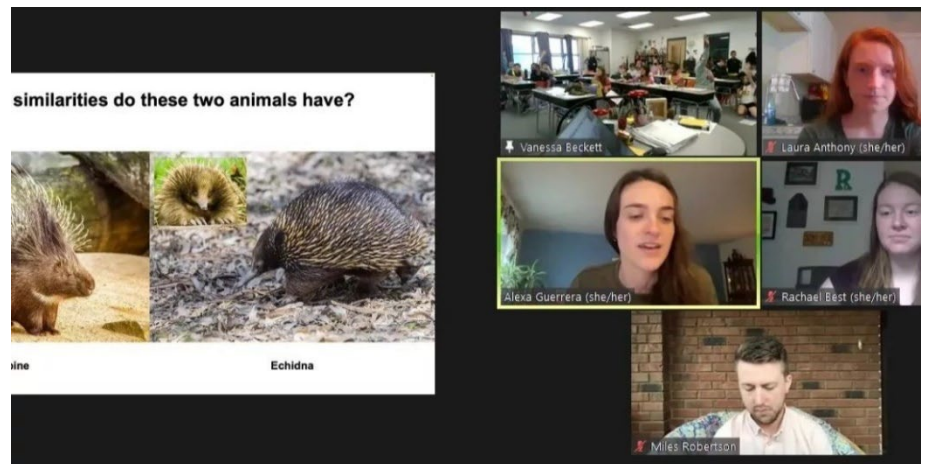 similarities do these two animals have?
Vanessa Beckett
Laura Anthony (she/her)
Alexa Guerrera (she/her)
Rachael Best (she/her)
R
ine
Echidna
Miles Robertson